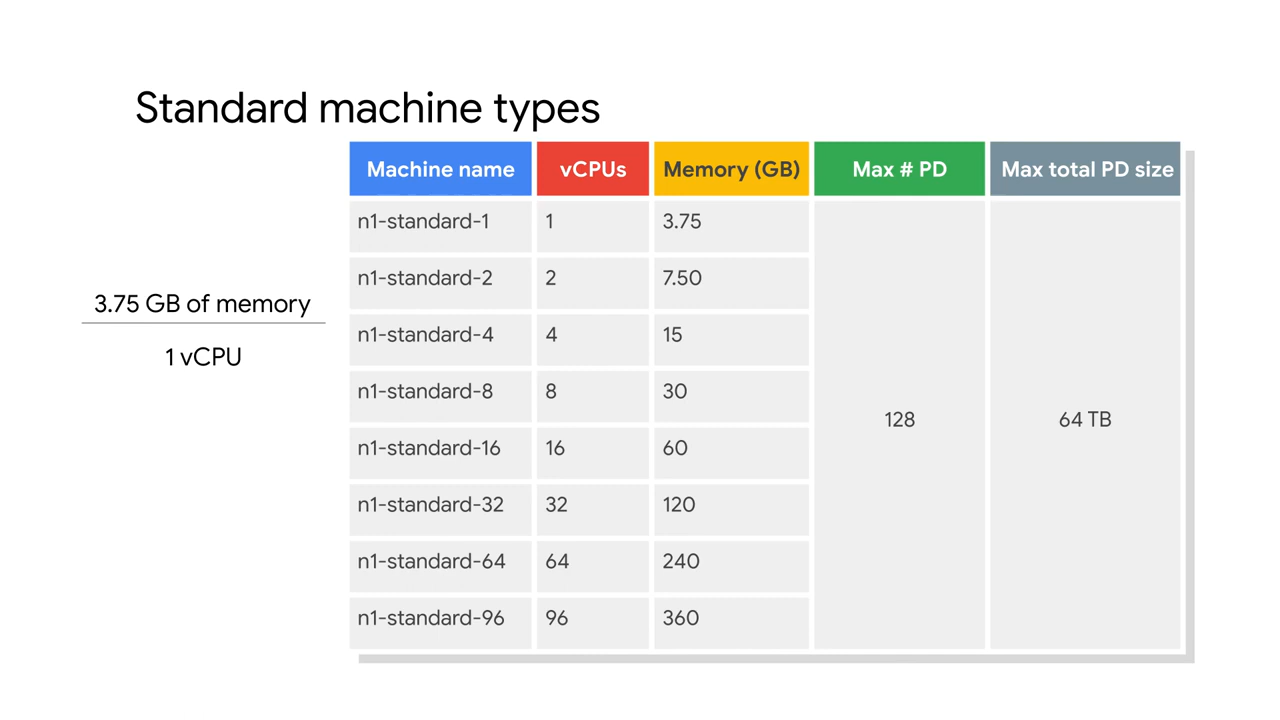 Standard machine types
3.75 GB of memory
1 vCPU
Machine name vCPUs Memory (GB) Max # PD Max total PD size
n1-standard-1 1 3.75
n1-standard-2 2 7.50
n1-standard-4 4 15
n1-standard-8 8 30
128 64 TB
n1-standard-16 16 60
n1-standard-32 32 120
n1-standard-64 64 240
n1-standard-96 96 360